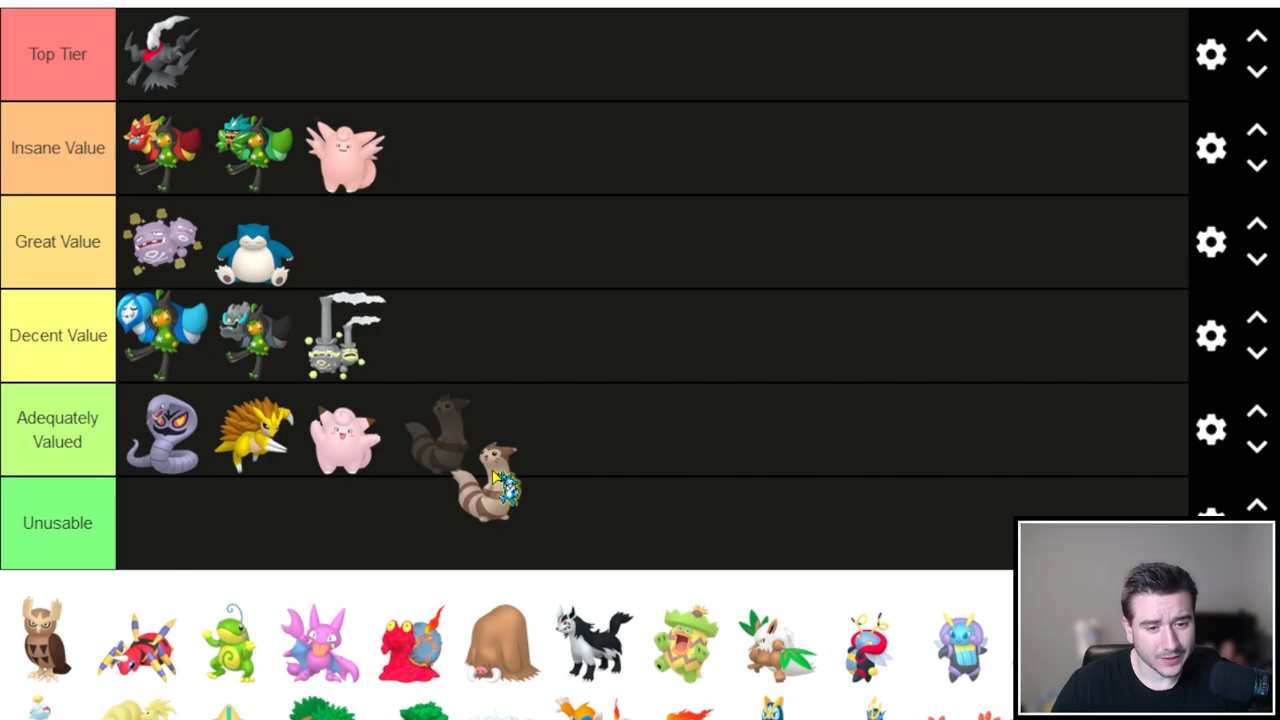 Top Tier
Insane Value
Great Value
Decent Value
Adequately
Valued
Unusable